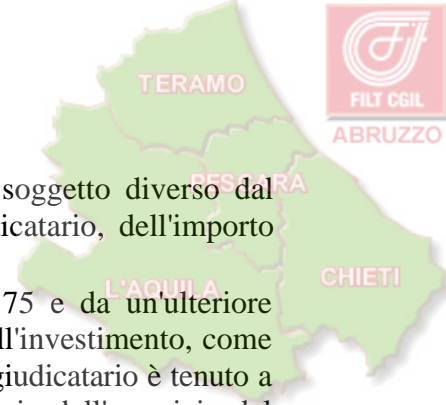 TERAMO
FILT CGIL
ABRUZZO
soggetto diverso dal
PESCARA
icatario, dell'importo
CHIETI
L'AQUILA
75 e da un'ulteriore
ell'investimento, come
giudicatario è tenuto a